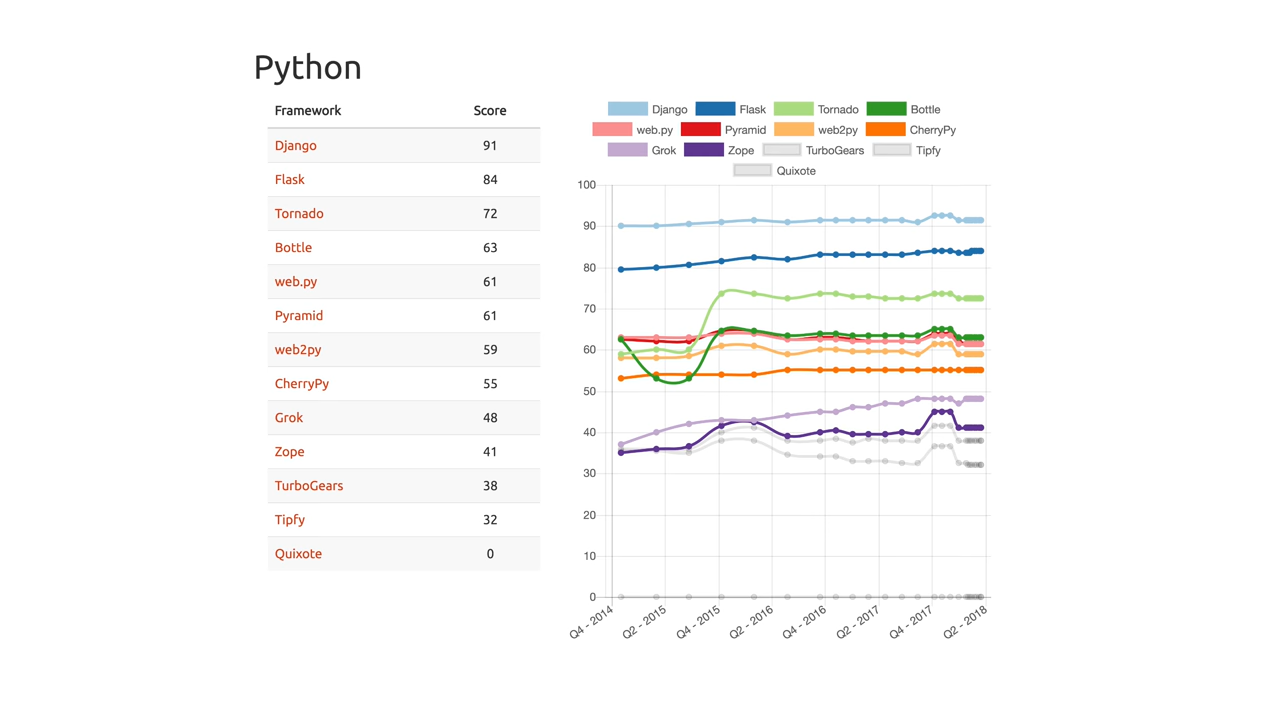 Python
Framework Score
Django 91
Flask 84
Tornado 72
Bottle 63
web.py 61
Pyramid 61
web2py 59
CherryPy 55
Grok 48
Zope 41
TurboGears 38
Tipfy 32
Quixote 0
Django Flask Tornado Bottle
web.py Pyramid web2py CherryPy
Grok Zope TurboGears Tipfy
Quixote
100
90
80
70
60
50
40
30
20
10
0
Q4 - 2014 Q2 - 2015 Q4 - 2015 Q2 - 2016 Q4 - 2016 Q2 - 2017 Q4 - 2017 Q2 - 2018